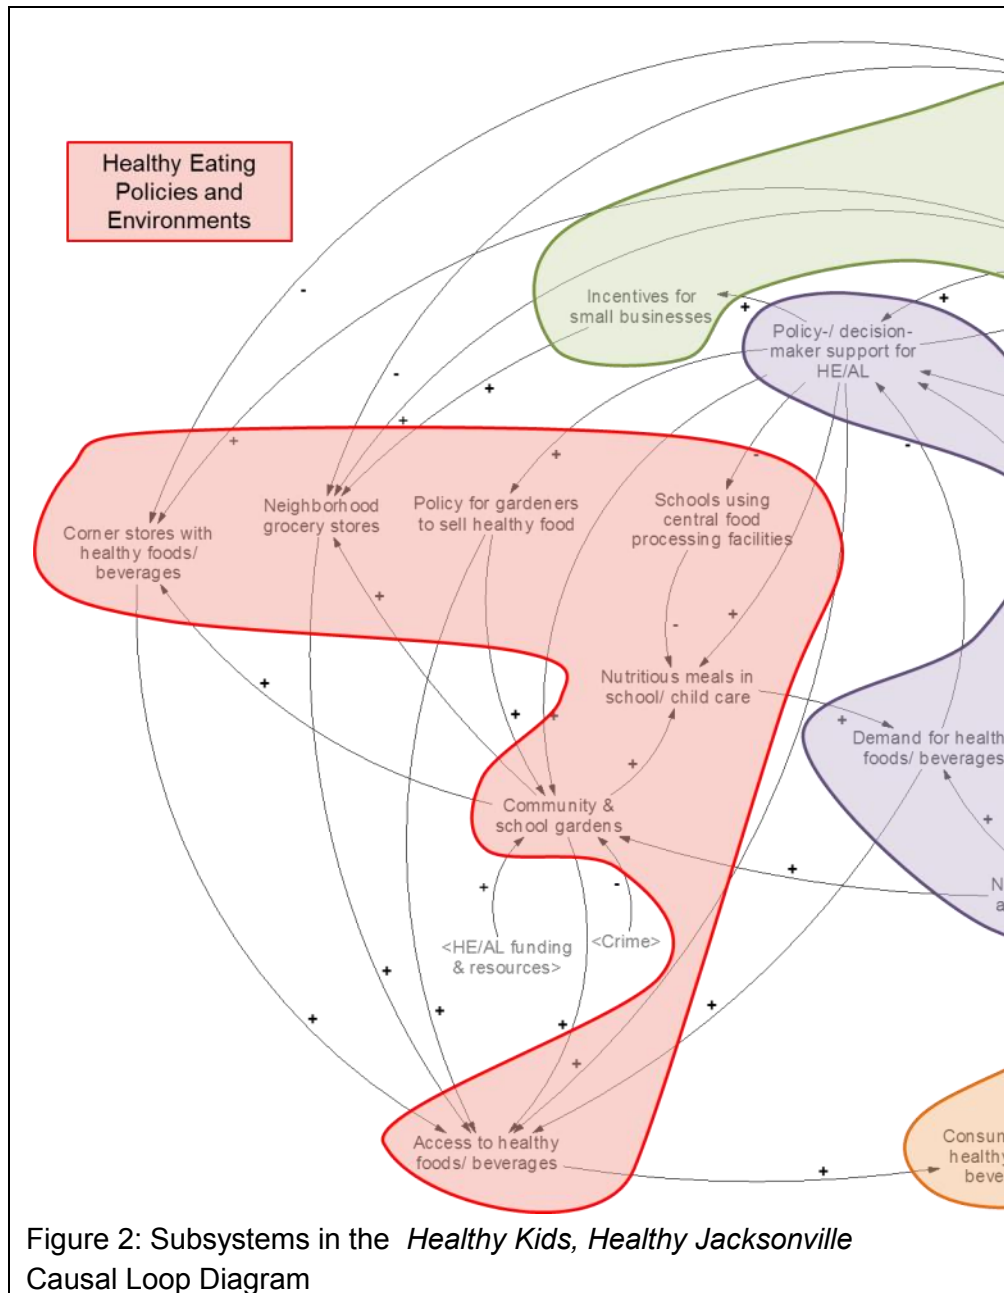 Healthy Eating
Policies and
Environments
Incentives for
small businesses
Policy-/ decision-
maker support for
HE/AL
Corner stores with
healthy foods/
beverages
Neighborhood
grocery stores
Policy for gardeners
to sell healthy food
Schools using
central food
processing facilities
Nutritious meals in
school/ child care
Demand for health
foods/ beverages
Community &
school gardens
N
a
<HE/AL funding
& resources>
<Crime>
Access to healthy
foods/ beverages
Consum
healthy
beve
Figure 2: Subsystems in the Healthy Kids, Healthy Jacksonville
Causal Loop Diagram